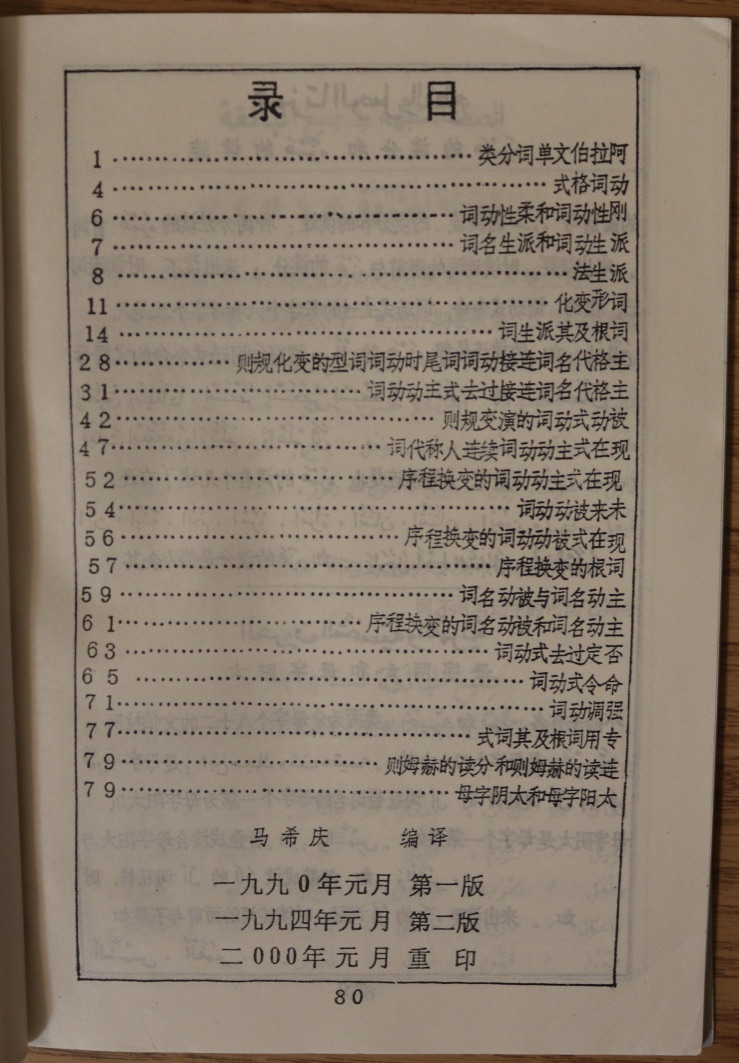 目 录
阿拉伯文单词分类 …… 1
动词格式 …… 4
刚性动词和柔性动词 …… 6
派生动词和派生名词 …… 7
派生法 …… 8
词形变化 …… 11
词根及其派生词 …… 14
主格代名词连接动词词尾时动词词型的变化规则 …… 28
主格代名词连接过去式主动动词 …… 31
被动式动词的演变规则 …… 42
现在式主动动词续连人称代词 …… 47
现在式主动动词的变换程序 …… 52
未来被动动词 …… 54
现在式被动动词的变换程序 …… 56
词根的变换程序 …… 57
主动名词与被动名词 …… 59
主动名词和被动名词的变换程序 …… 61
否定过去式动词 …… 63
命令式动词 …… 65
强调动词 …… 71
专用词根及其词式 …… 77
连读的赫姆则和分读的赫姆则 …… 79
太阳字母和太阴字母 …… 79
马希庆 编译
一九九0年元月 第一版
一九九四年元月 第二版
二000年元月 重印
80